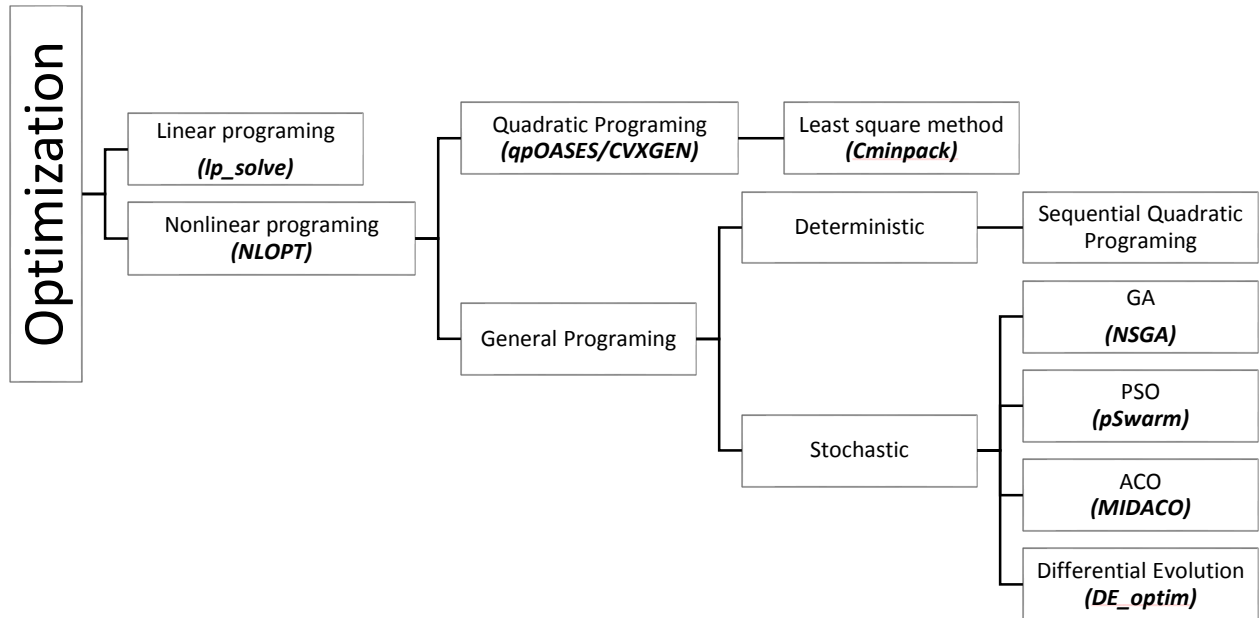 Optimization
Linear programing
(lp_solve)
Nonlinear programing
(NLOPT)
Quadratic Programing
(qpOASES/CVXGEN)
Least square method
(Cminpack)
General Programing
Deterministic
Sequential Quadratic
Programing
Stochastic
GA
(NSGA)
PSO
(pSwarm)
ACO
(MIDACO)
Differential Evolution
(DE_optim)